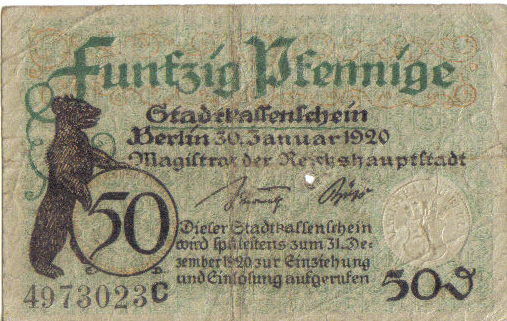 Funfzig Pfennige
Stadtkassenschein
Berlin 30. Januar 1920
Magistrat der Reichshauptstadt
50
Dieser Stadtkassenschein
wird spätestens zum 31. De-
zember 1920 zur Einziehung
und Einlösung aufgerufen
4973023C
50₰